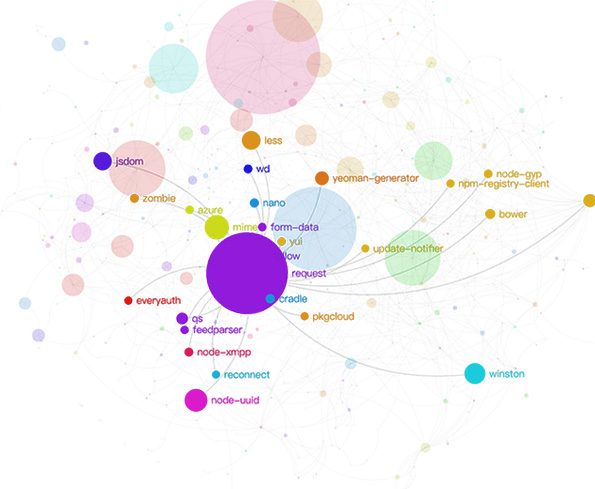 less
jsdom
wd
node-gyp
yeoman-generator
npm-registry-client
zombie
nano
azure
bower
mime
form-data
yui
update-notifier
request
cradle
everyauth
pkgcloud
qs
feedparser
node-xmpp
reconnect
winston
node-uuid